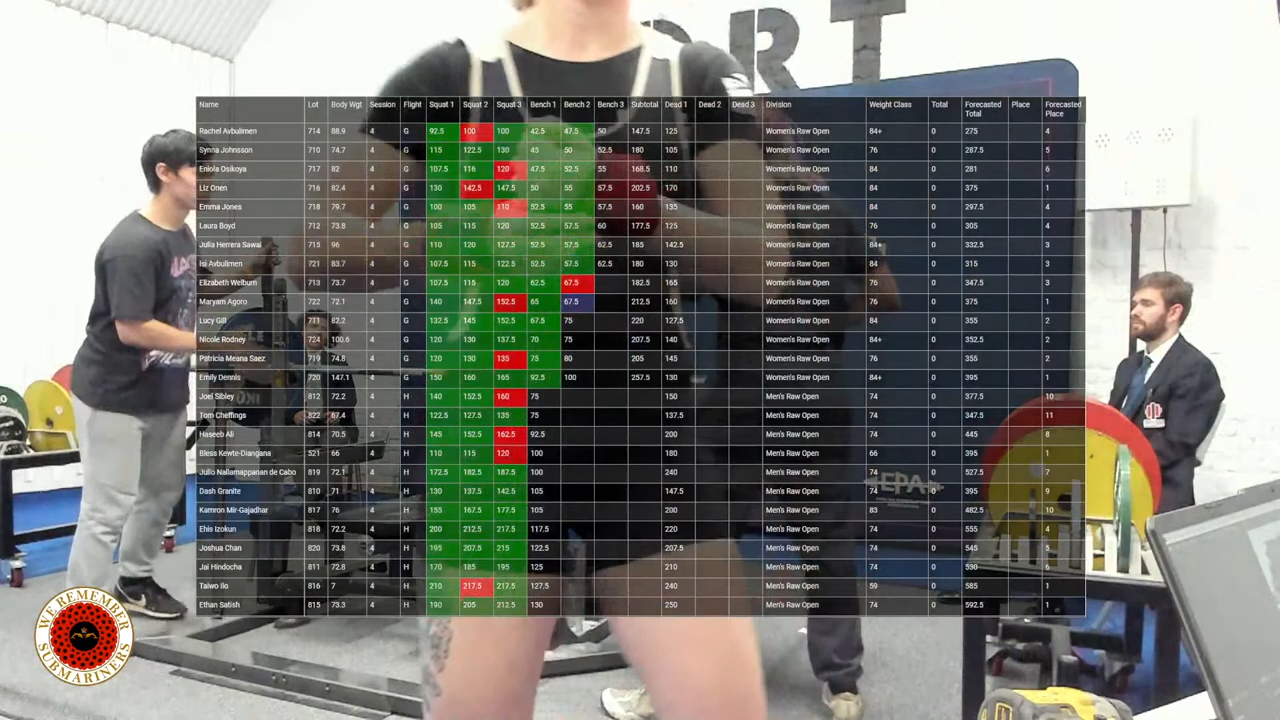 ORT
Name Lot Body Wgt Session Flight Squat 1 Squat 2 Squat 3 Bench 1 Bench 2 Bench 3 Subtotal Dead 1 Dead 2 Dead 3 Division Weight Class Total Forecasted Total Place Forecasted Place
Rachel Avbulimen 714 88.9 4 G 92.5 100 100 42.5 47.5 50 147.5 125 Women's Raw Open 84+ 0 275 4
Synna Johnsson 710 74.7 4 G 115 122.5 130 45 50 52.5 180 105 Women's Raw Open 76 0 287.5 5
Eniola Osikoya 717 82 4 G 107.5 116 120 47.5 52.5 55 168.5 110 Women's Raw Open 84 0 281 6
Liz Onen 716 82.4 4 G 130 142.5 147.5 50 55 57.5 202.5 170 Women's Raw Open 84 0 375 1
Emma Jones 718 79.7 4 G 100 105 110 52.5 55 57.5 160 135 Women's Raw Open 84 0 297.5 4
Laura Boyd 712 73.8 4 G 105 115 120 52.5 57.5 60 177.5 125 Women's Raw Open 76 0 305 4
Julia Herrera Sawai 715 96 4 G 110 120 127.5 52.5 57.5 62.5 185 142.5 Women's Raw Open 84+ 0 332.5 3
Isi Avbulimen 721 83.7 4 G 107.5 115 122.5 52.5 57.5 62.5 180 130 Women's Raw Open 84 0 315 3
Elizabeth Welburn 713 73.7 4 G 107.5 115 120 62.5 67.5 182.5 165 Women's Raw Open 76 0 347.5 3
Maryam Agoro 722 72.1 4 G 140 147.5 152.5 65 67.5 212.5 160 Women's Raw Open 76 0 375 1
Lucy Gill 711 82.2 4 G 132.5 145 152.5 67.5 75 220 127.5 Women's Raw Open 84 0 355 2
Nicole Rodney 724 100.6 4 G 120 130 137.5 70 75 207.5 140 Women's Raw Open 84+ 0 352.5 2
Patricia Meana Saez 719 74.8 4 G 120 130 135 75 80 205 145 Women's Raw Open 76 0 355 2
Emily Dennis 720 147.1 4 G 150 160 165 92.5 100 257.5 130 Women's Raw Open 84+ 0 395 1
Joel Sibley 812 72.2 4 H 140 152.5 160 75 150 Men's Raw Open 74 0 377.5 10
Tom Cheffings 822 67.4 4 H 122.5 127.5 135 75 137.5 Men's Raw Open 74 0 347.5 11
Haseeb Ali 814 70.5 4 H 145 152.5 162.5 92.5 200 Men's Raw Open 74 0 445 8
Bless Kewte-Diangana 521 66 4 H 110 115 120 100 180 Men's Raw Open 66 0 395 1
Julio Nallamappanan de Cabo 819 72.1 4 H 172.5 182.5 187.5 100 240 Men's Raw Open 74 0 527.5 7
Dash Granite 810 71 4 H 130 137.5 142.5 105 147.5 Men's Raw Open 74 0 395 9
Kamron Mir-Gajadhar 817 76 4 H 155 167.5 177.5 105 200 Men's Raw Open 83 0 482.5 10
Ehis Izokun 818 72.2 4 H 200 212.5 217.5 117.5 220 Men's Raw Open 74 0 555 4
Joshua Chan 820 73.8 4 H 195 207.5 215 122.5 207.5 Men's Raw Open 74 0 545 5
Jai Hindocha 811 72.8 4 H 170 185 195 125 210 Men's Raw Open 74 0 530 6
Taiwo Ilo 816 7 4 H 210 217.5 217.5 127.5 240 Men's Raw Open 59 0 585 1
Ethan Satish 815 73.3 4 H 190 205 212.5 130 250 Men's Raw Open 74 0 592.5 1
EPA
WE REMEMBER
SUBMARINERS